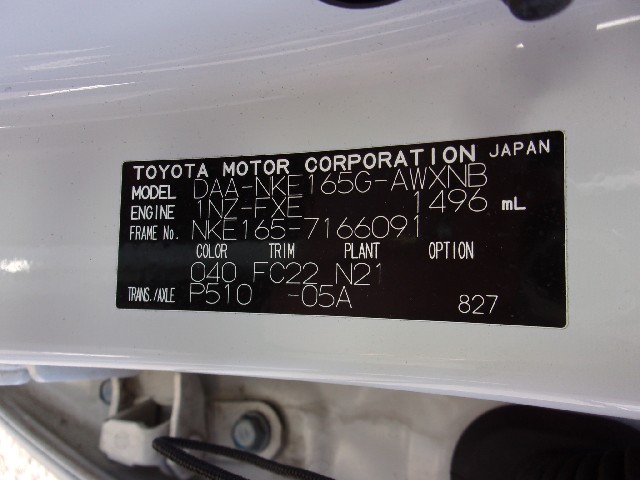 TOYOTA MOTOR CORPORATION JAPAN
MODEL DAA-NKE165G-AWXNB
ENGINE 1NZ-FXE 1496 mL
FRAME No. NKE165-7166091
COLOR TRIM PLANT OPTION
040 FC22 N21
TRANS./AXLE P510 -05A 827